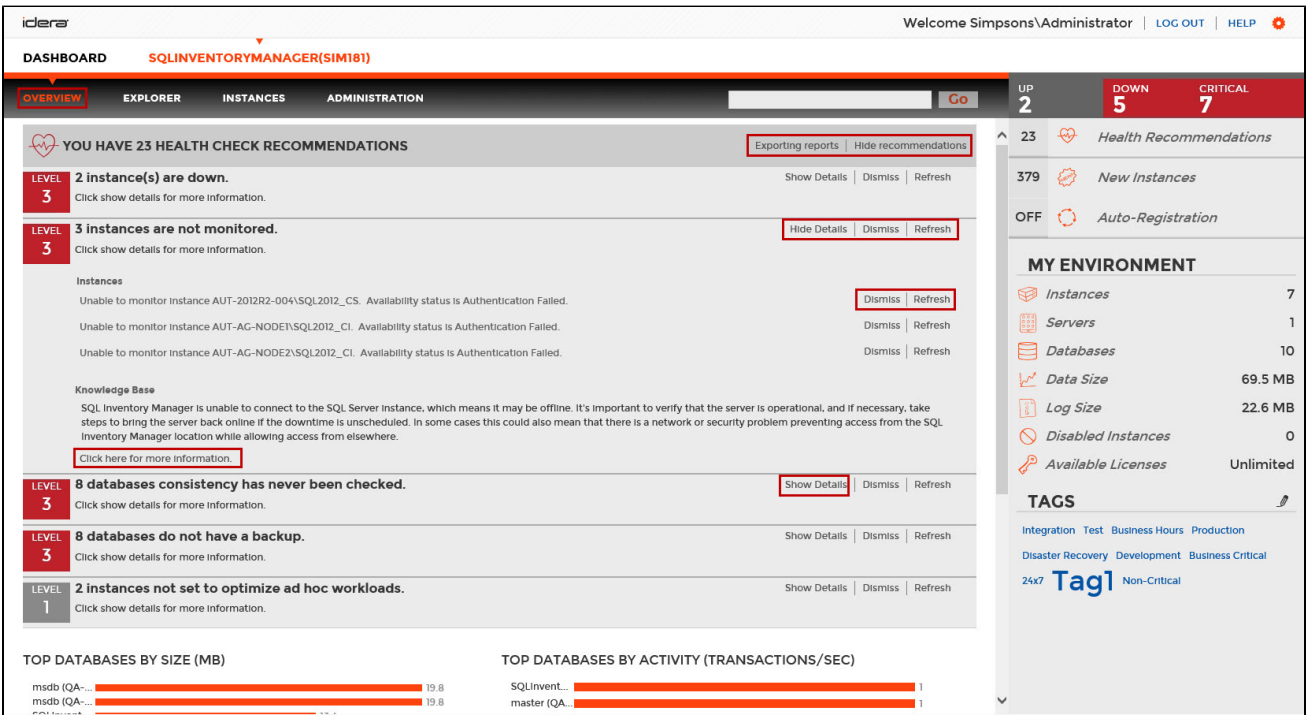 idera
Welcome Simpsons\Administrator | LOG OUT | HELP
DASHBOARD SQLINVENTORYMANAGER(SIM181)
OVERVIEW EXPLORER INSTANCES ADMINISTRATION Go
UP 2 DOWN 5 CRITICAL 7
YOU HAVE 23 HEALTH CHECK RECOMMENDATIONS
Exporting reports | Hide recommendations
LEVEL 3
2 instance(s) are down.
Show Details | Dismiss | Refresh
Click show details for more information.
LEVEL 3
3 instances are not monitored.
Hide Details | Dismiss | Refresh
Click show details for more information.
Instances
Unable to monitor instance AUT-2012R2-004\SQL2012_CS. Availability status is Authentication Failed.
Dismiss | Refresh
Unable to monitor instance AUT-AG-NODE1\SQL2012_CI. Availability status is Authentication Failed.
Dismiss | Refresh
Unable to monitor instance AUT-AG-NODE2\SQL2012_CI. Availability status is Authentication Failed.
Dismiss | Refresh
Knowledge Base
SQL Inventory Manager is unable to connect to the SQL Server instance, which means it may be offline. It's important to verify that the server is operational, and if necessary, take
steps to bring the server back online if the downtime is unscheduled. In some cases this could also mean that there is a network or security problem preventing access from the SQL
Inventory Manager location while allowing access from elsewhere.
Click here for more information.
LEVEL 3
8 databases consistency has never been checked.
Show Details | Dismiss | Refresh
Click show details for more information.
LEVEL 3
8 databases do not have a backup.
Show Details | Dismiss | Refresh
Click show details for more information.
LEVEL 1
2 instances not set to optimize ad hoc workloads.
Show Details | Dismiss | Refresh
Click show details for more information.
TOP DATABASES BY SIZE (MB)
msdb (QA-... 19.8
msdb (QA-... 19.8
TOP DATABASES BY ACTIVITY (TRANSACTIONS/SEC)
SQLInvent... 1
master (QA... 1
23 Health Recommendations
379 New Instances
OFF Auto-Registration
MY ENVIRONMENT
Instances 7
Servers 1
Databases 10
Data Size 69.5 MB
Log Size 22.6 MB
Disabled Instances 0
Available Licenses Unlimited
TAGS
Integration Test Business Hours Production
Disaster Recovery Development Business Critical
24x7 Tag1 Non-Critical